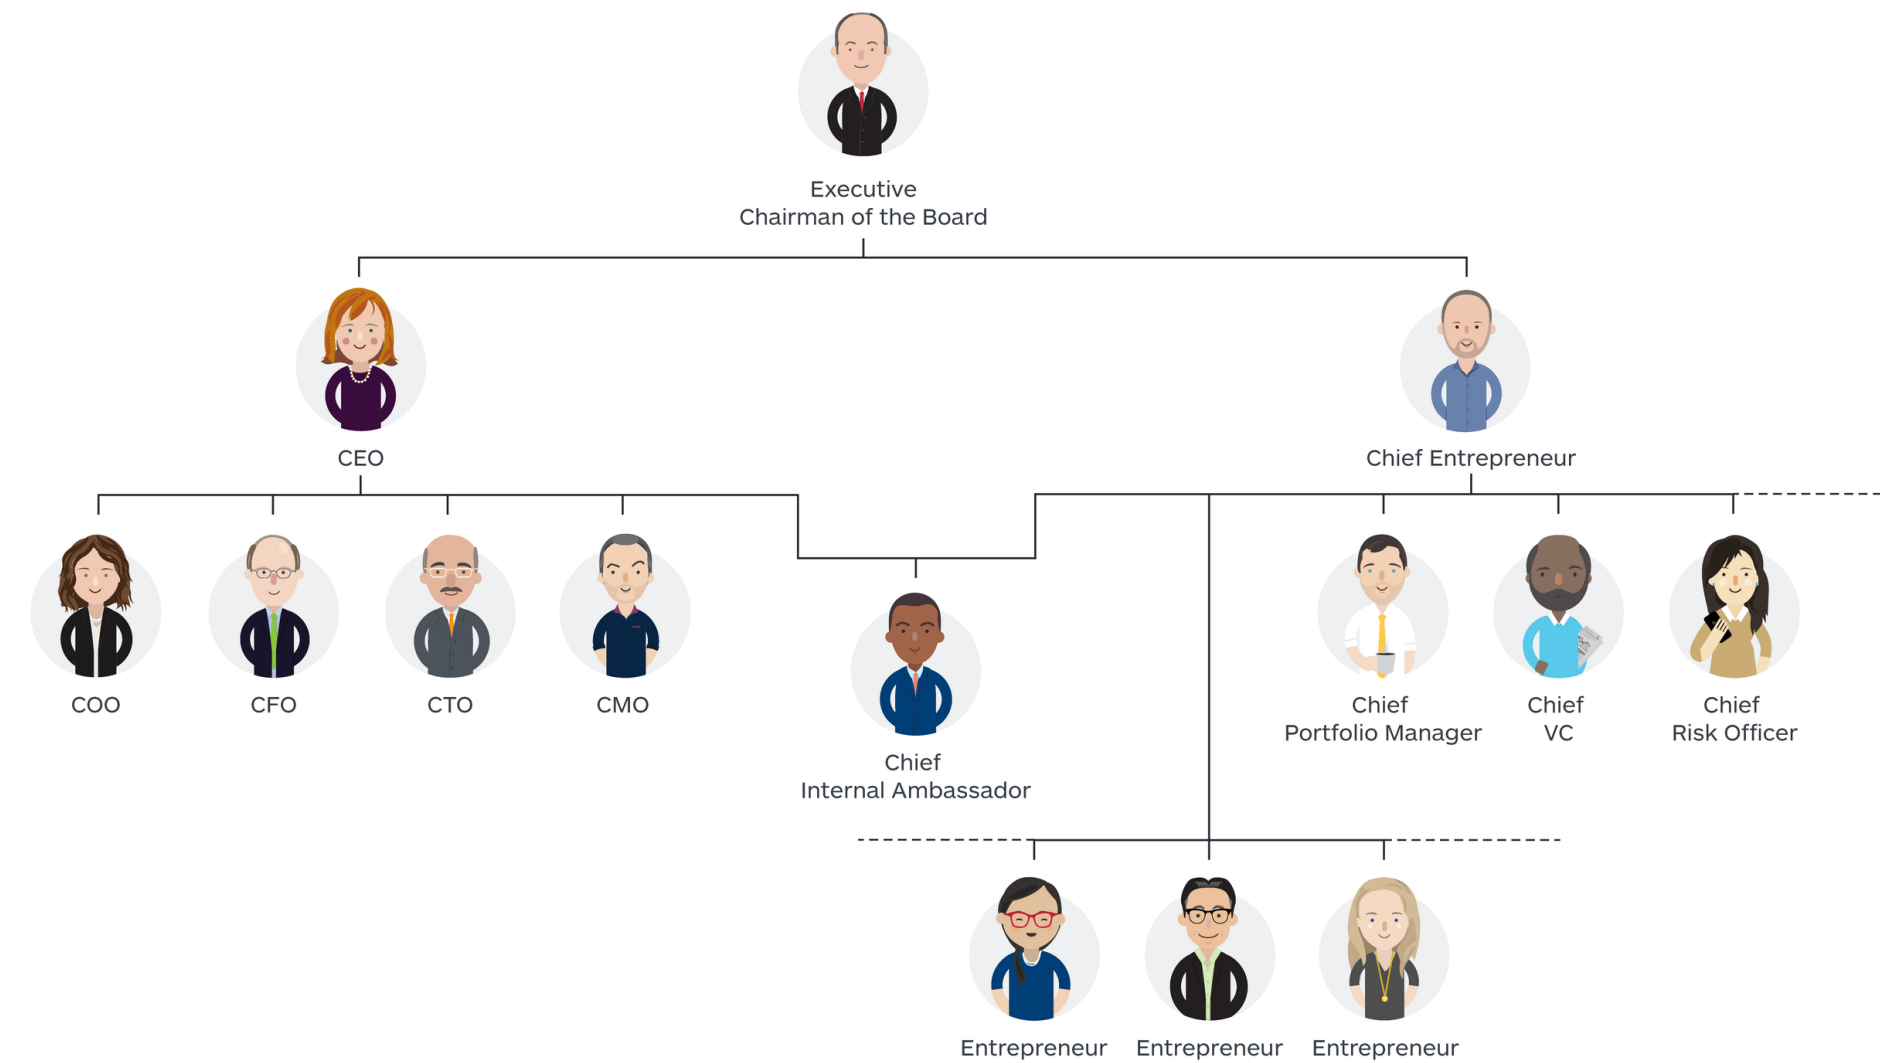 Executive
Chairman of the Board
CEO
Chief Entrepreneur
COO
CFO
CTO
CMO
Chief
Internal Ambassador
Chief
Portfolio Manager
Chief
VC
Chief
Risk Officer
Entrepreneur
Entrepreneur
Entrepreneur